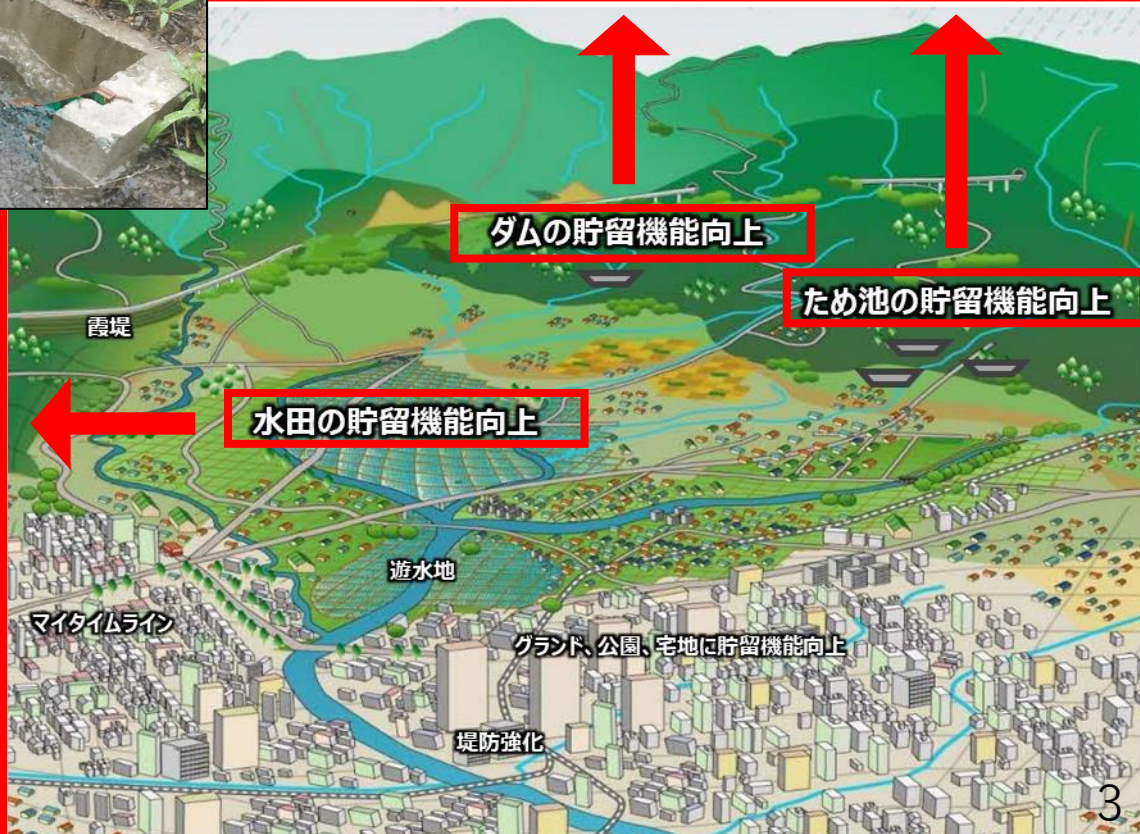 ダムの貯留機能向上
ため池の貯留機能向上
霞堤
水田の貯留機能向上
遊水地
マイタイムライン
グランド、公園、宅地に貯留機能向上
堤防強化
3